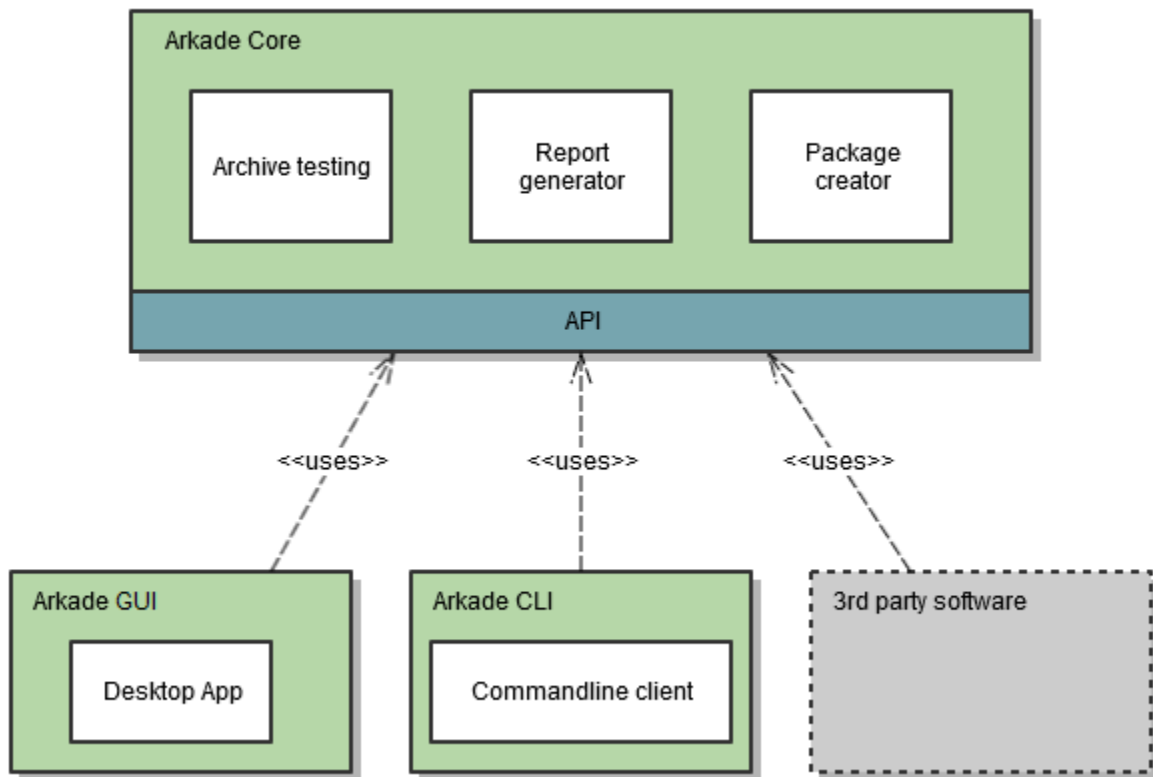 Arkade Core
Archive testing
Report
generator
Package
creator
API
<<uses>>
<<uses>>
<<uses>>
Arkade GUI
Desktop App
Arkade CLI
Commandline client
3rd party software